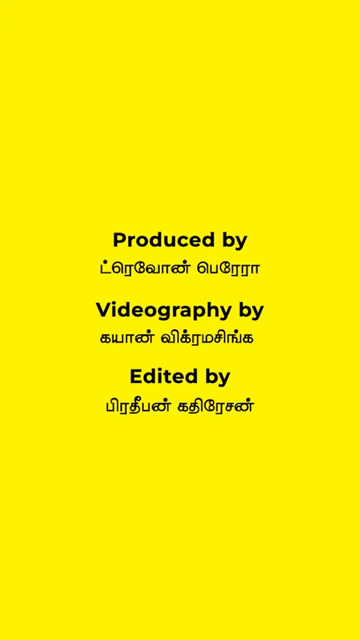 Produced by
ட்ரெவோன் பெரேரா
Videography by
கயான் விக்ரமசிங்க
Edited by
பிரதீபன் கதிரேசன்